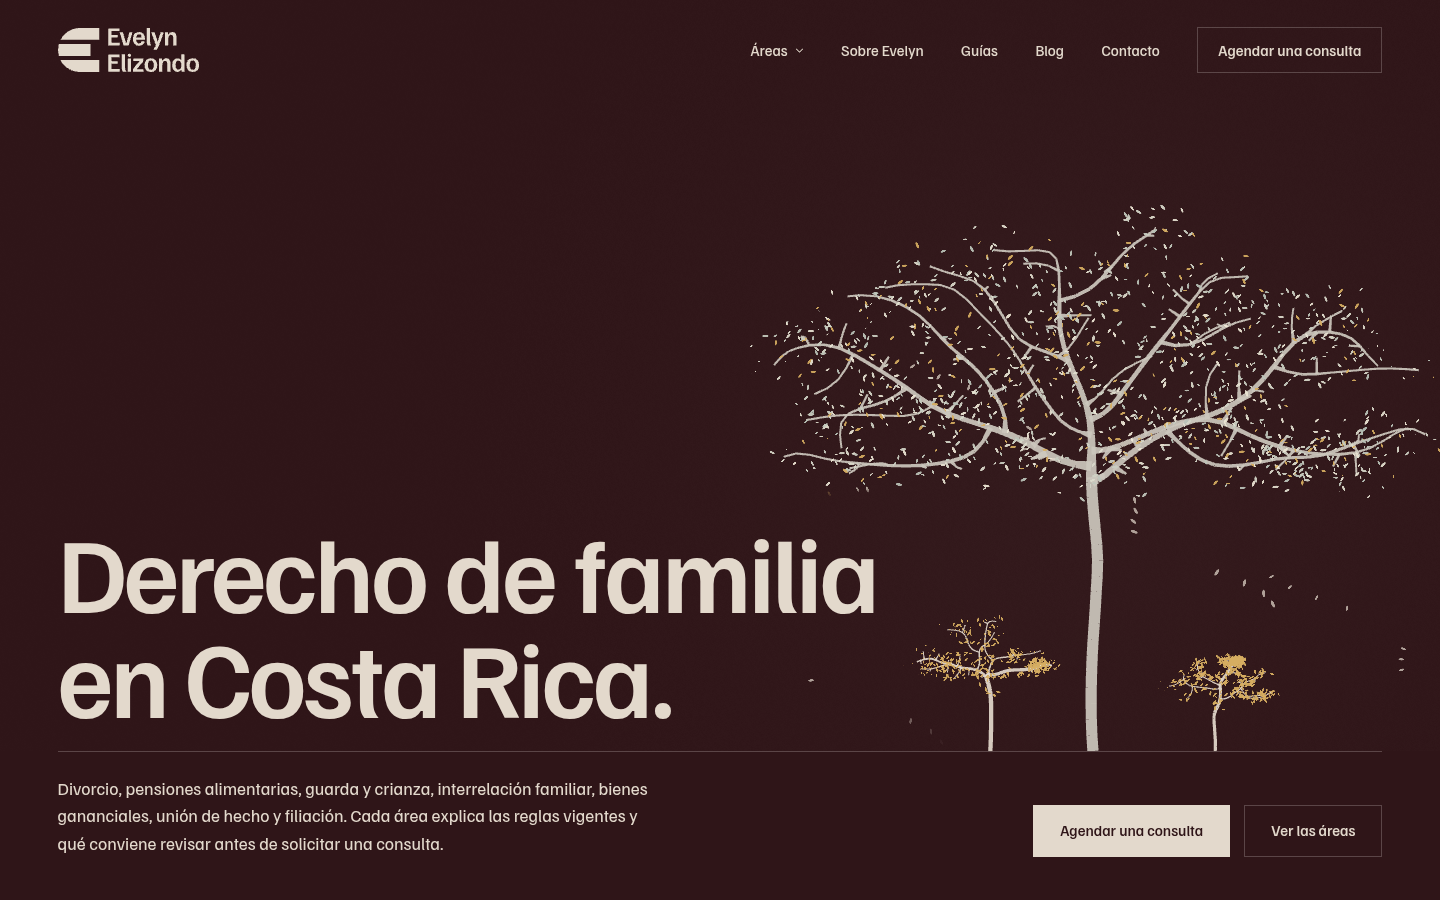 Evelyn
Elizondo
Áreas
Sobre Evelyn
Guías
Blog
Contacto
Agendar una consulta
Derecho de familia
en Costa Rica.
Divorcio, pensiones alimentarias, guarda y crianza, interrelación familiar, bienes
gananciales, unión de hecho y filiación. Cada área explica las reglas vigentes y
qué conviene revisar antes de solicitar una consulta.
Agendar una consulta
Ver las áreas